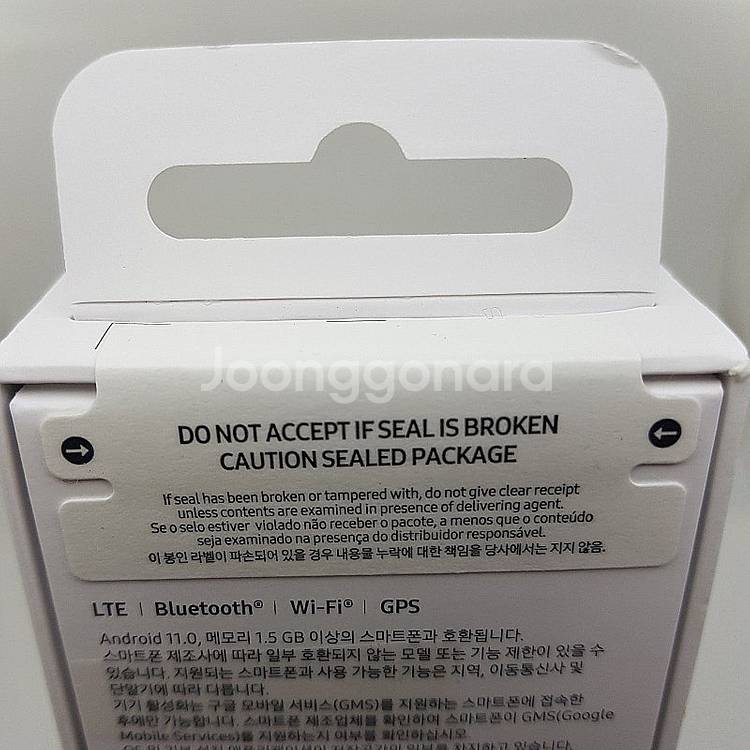 Joonggonara
DO NOT ACCEPT IF SEAL IS BROKEN
CAUTION SEALED PACKAGE
If seal has been broken or tampered with, do not give clear receipt
unless contents are examined in presence of delivering agent.
Se o selo estiver violado não receber o pacote, a menos que o conteúdo
seja examinado na presença do distribuidor responsável.
이 봉인 라벨이 파손되어 있을 경우 내용물 누락에 대한 책임을 당사에서는 지지 않음.
LTE | Bluetooth® | Wi-Fi® | GPS
Android 11.0, 메모리 1.5 GB 이상의 스마트폰과 호환됩니다.
스마트폰 제조사에 따라 일부 호환되지 않는 모델 또는 기능 제한이 있을 수
있습니다. 지원되는 스마트폰과 사용 가능한 기능은 지역, 이동통신사 및
단말기에 따라 다릅니다.
기기 활성화는 구글 모바일 서비스(GMS)를 지원하는 스마트폰에 접속한
후에만 가능합니다. 스마트폰 제조업체를 확인하여 스마트폰이 GMS(Google
Mobile Services)를 지원하는지 여부를 확인하십시오.